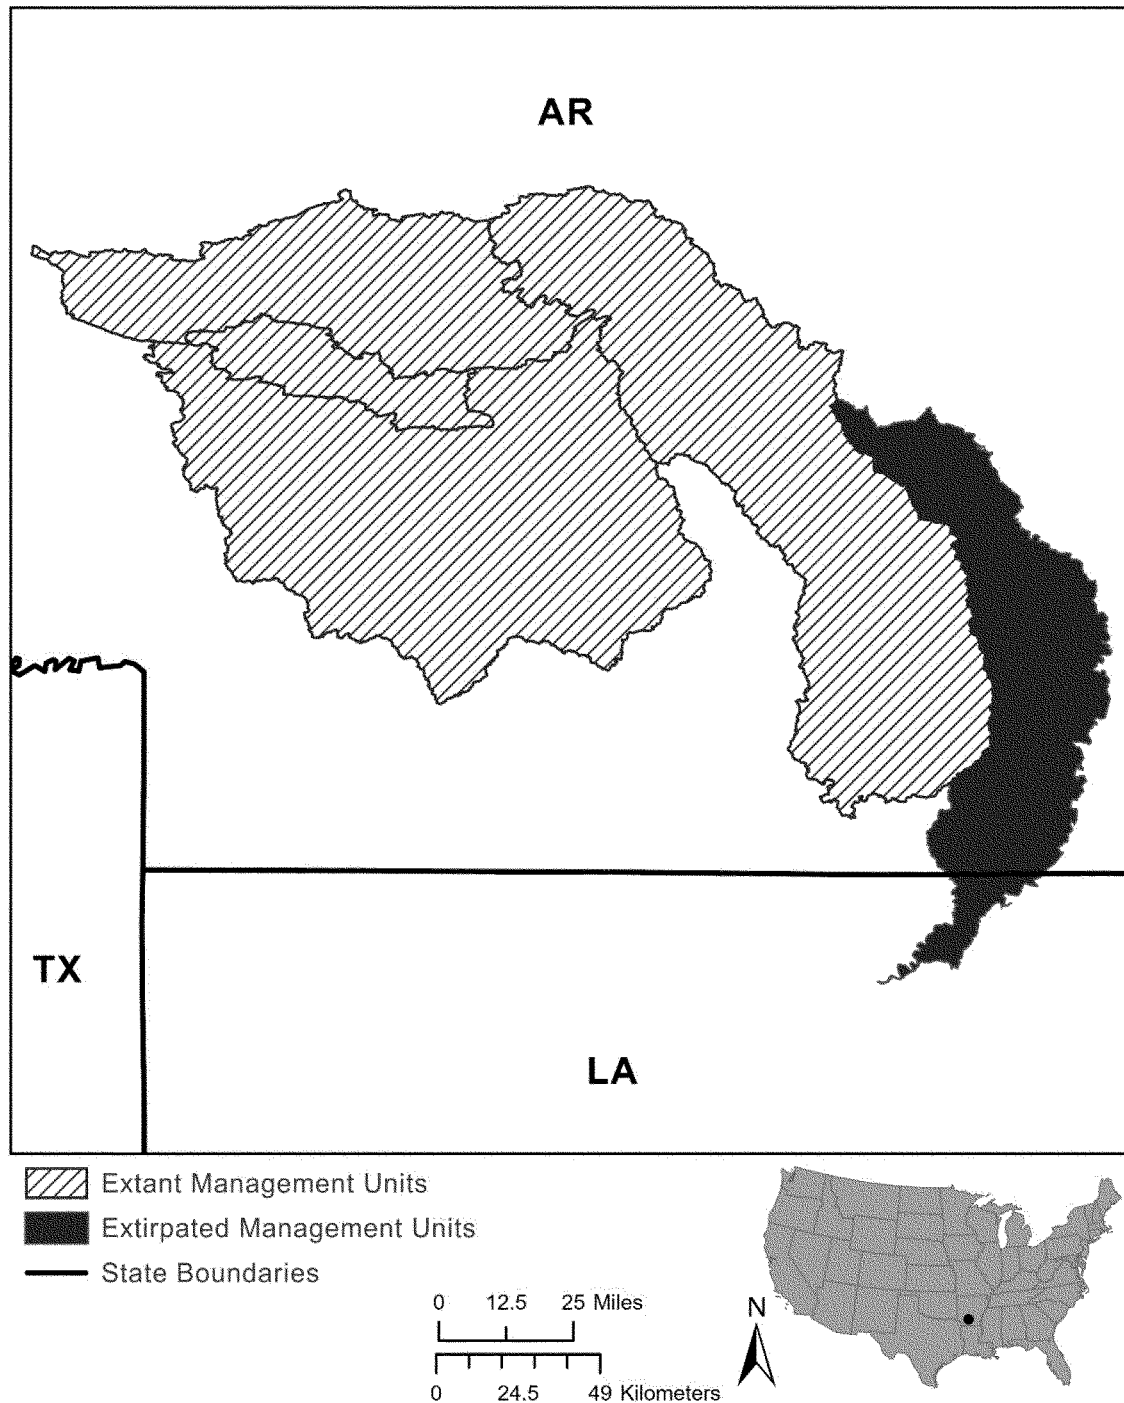 AR
TX
LA
Extant Management Units
Extirpated Management Units
State Boundaries
0 12.5 25 Miles
0 24.5 49 Kilometers
N